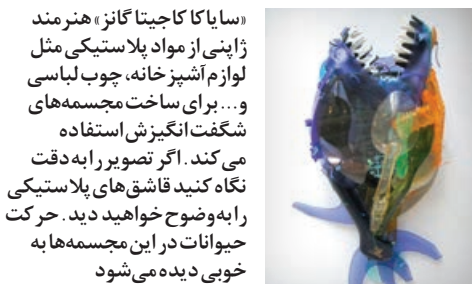 «سایاکا کاجیتا گانز» هنرمند
ژاپنی از مواد پلاستیکی مثل
لوازم آشپزخانه، چوب لباسی
و... برای ساخت مجسمه‌های
شگفت‌انگیزش استفاده
می‌کند. اگر تصویر را به دقت
نگاه کنید قاشق‌های پلاستیکی
را به وضوح خواهید دید. حرکت
حیوانات در این مجسمه‌ها به
خوبی دیده می‌شود